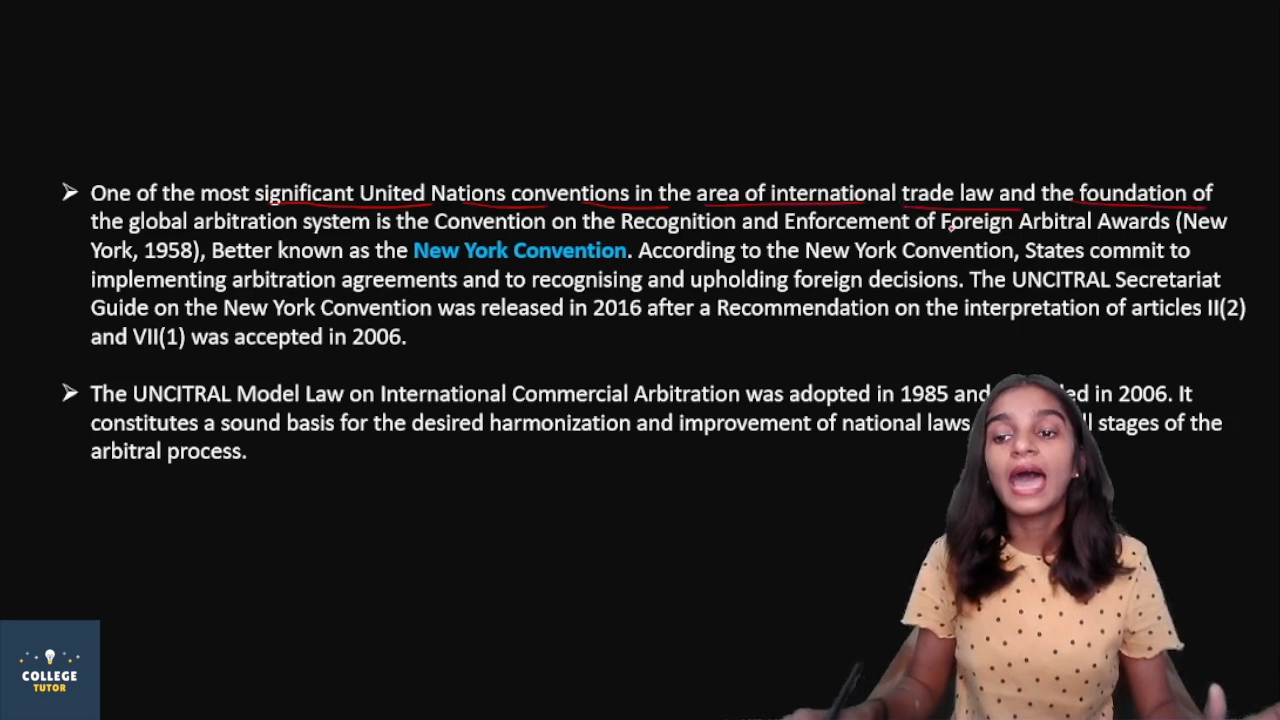 ➤ One of the most significant United Nations conventions in the area of international trade law and the foundation of
the global arbitration system is the Convention on the Recognition and Enforcement of Foreign Arbitral Awards (New
York, 1958), Better known as the New York Convention. According to the New York Convention, States commit to
implementing arbitration agreements and to recognising and upholding foreign decisions. The UNCITRAL Secretariat
Guide on the New York Convention was released in 2016 after a Recommendation on the interpretation of articles II(2)
and VII(1) was accepted in 2006.
➤ The UNCITRAL Model Law on International Commercial Arbitration was adopted in 1985 and in 2006. It
constitutes a sound basis for the desired harmonization and improvement of national laws stages of the
arbitral process.
COLLEGE
TUTOR